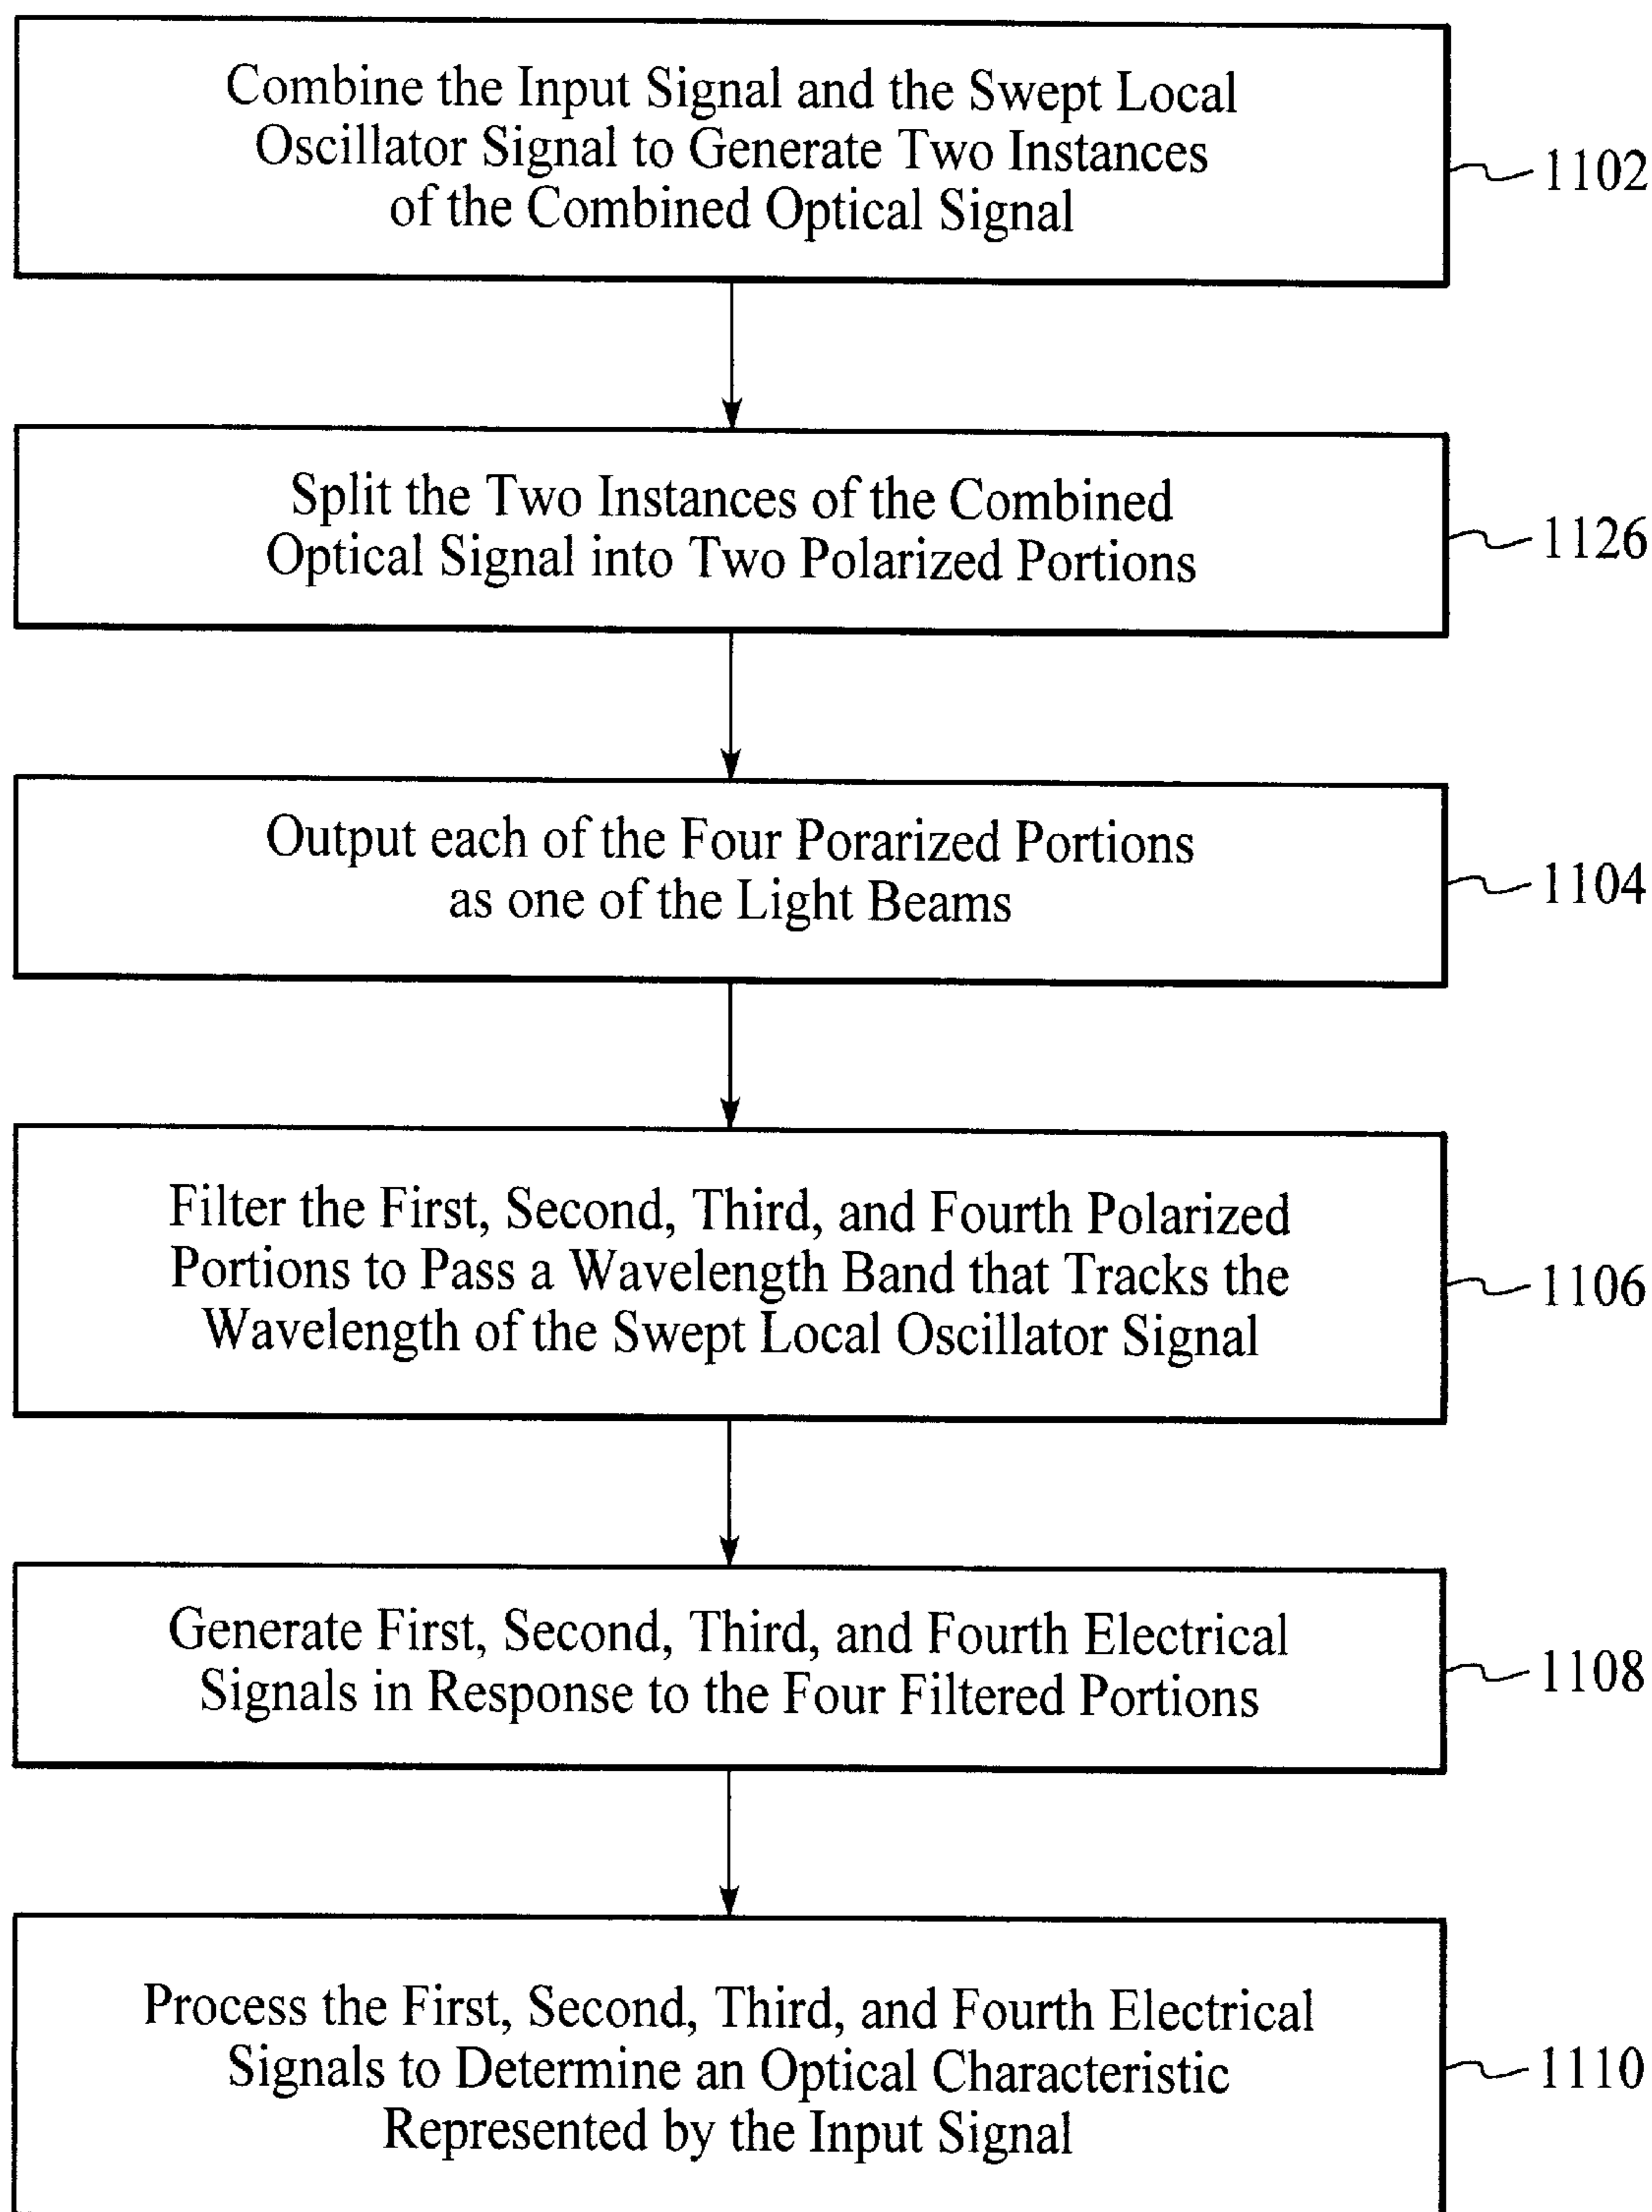 Combine the Input Signal and the Swept Local
Oscillator Signal to Generate Two Instances
of the Combined Optical Signal
1102
Split the Two Instances of the Combined
Optical Signal into Two Polarized Portions
1126
Output each of the Four Porarized Portions
as one of the Light Beams
1104
Filter the First, Second, Third, and Fourth Polarized
Portions to Pass a Wavelength Band that Tracks the
Wavelength of the Swept Local Oscillator Signal
1106
Generate First, Second, Third, and Fourth Electrical
Signals in Response to the Four Filtered Portions
1108
Process the First, Second, Third, and Fourth Electrical
Signals to Determine an Optical Characteristic
Represented by the Input Signal
1110